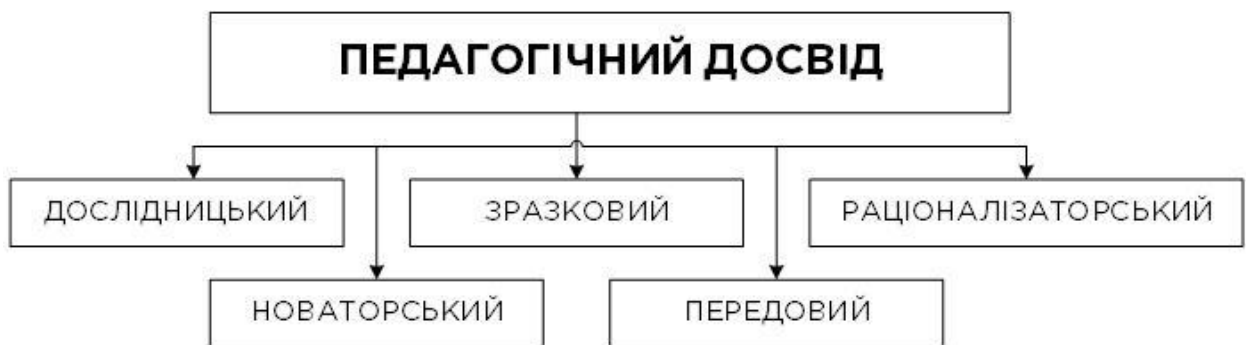 ПЕДАГОГІЧНИЙ ДОСВІД
ДОСЛІДНИЦЬКИЙ
ЗРАЗКОВИЙ
РАЦІОНАЛІЗАТОРСЬКИЙ
НОВАТОРСЬКИЙ
ПЕРЕДОВИЙ